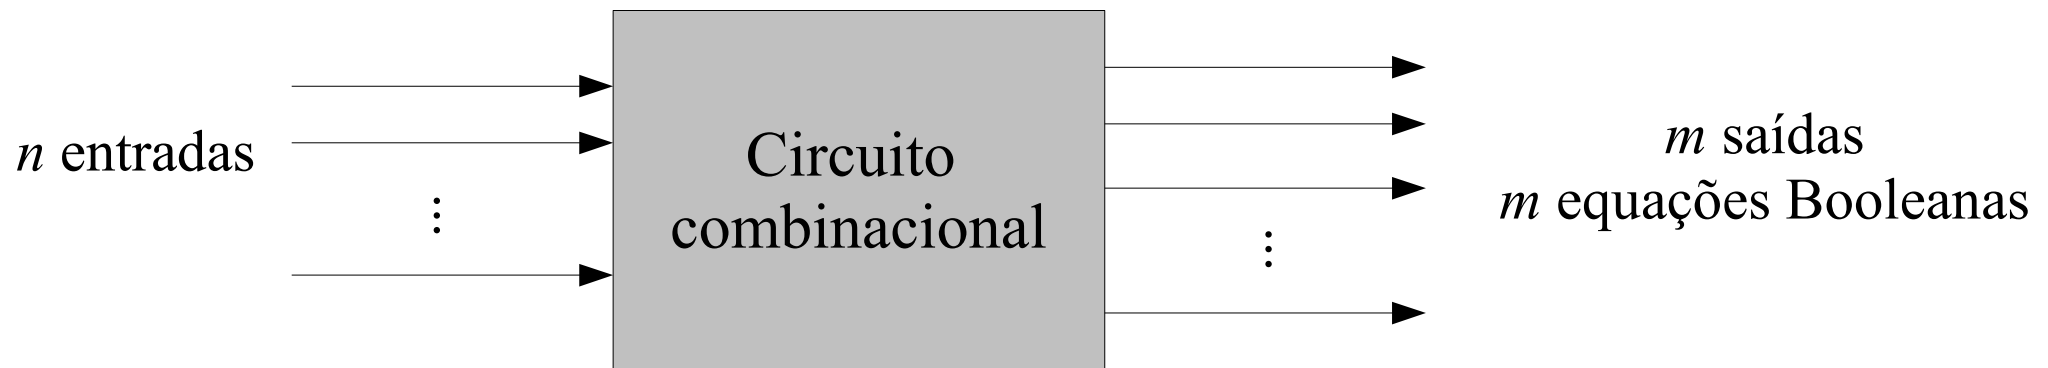 n entradas
Circuito
combinacional
m saídas
m equações Booleanas